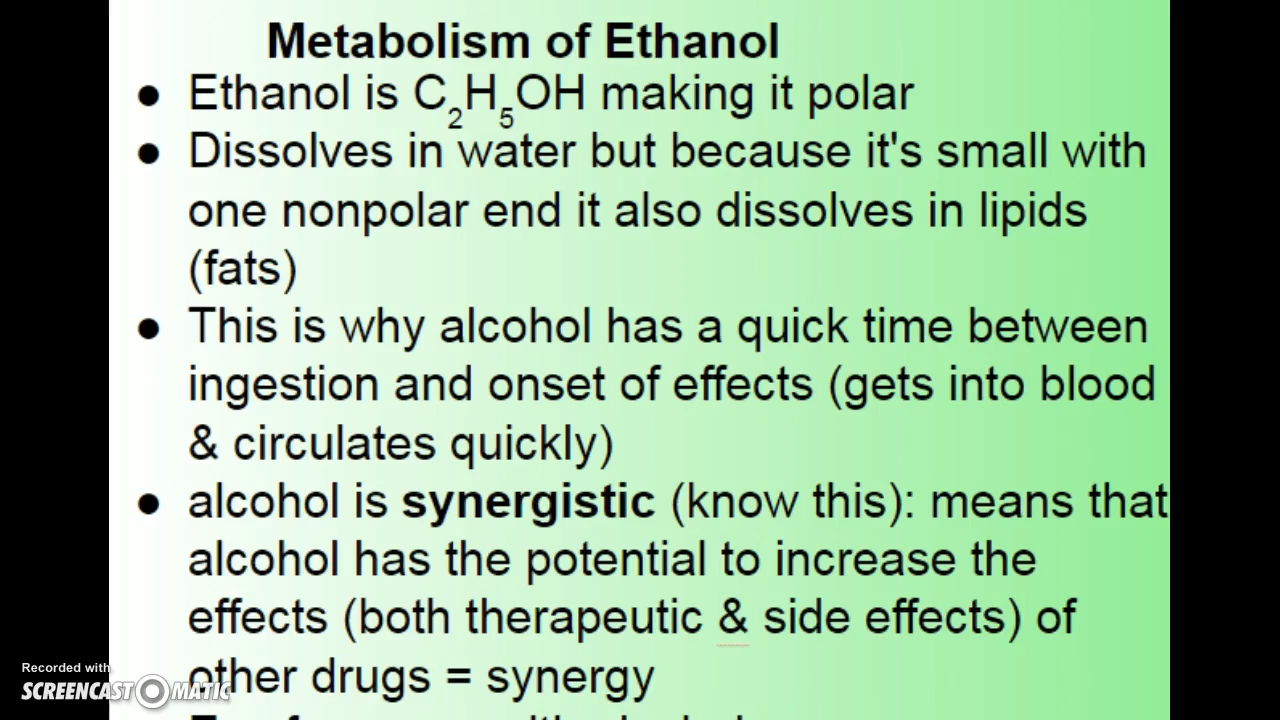 Metabolism of Ethanol
● Ethanol is C₂H₅OH making it polar
● Dissolves in water but because it's small with
one nonpolar end it also dissolves in lipids
(fats)
● This is why alcohol has a quick time between
ingestion and onset of effects (gets into blood
& circulates quickly)
● alcohol is synergistic (know this): means that
alcohol has the potential to increase the
effects (both therapeutic & side effects) of
other drugs = synergy
Recorded with
SCREENCAST MATIC